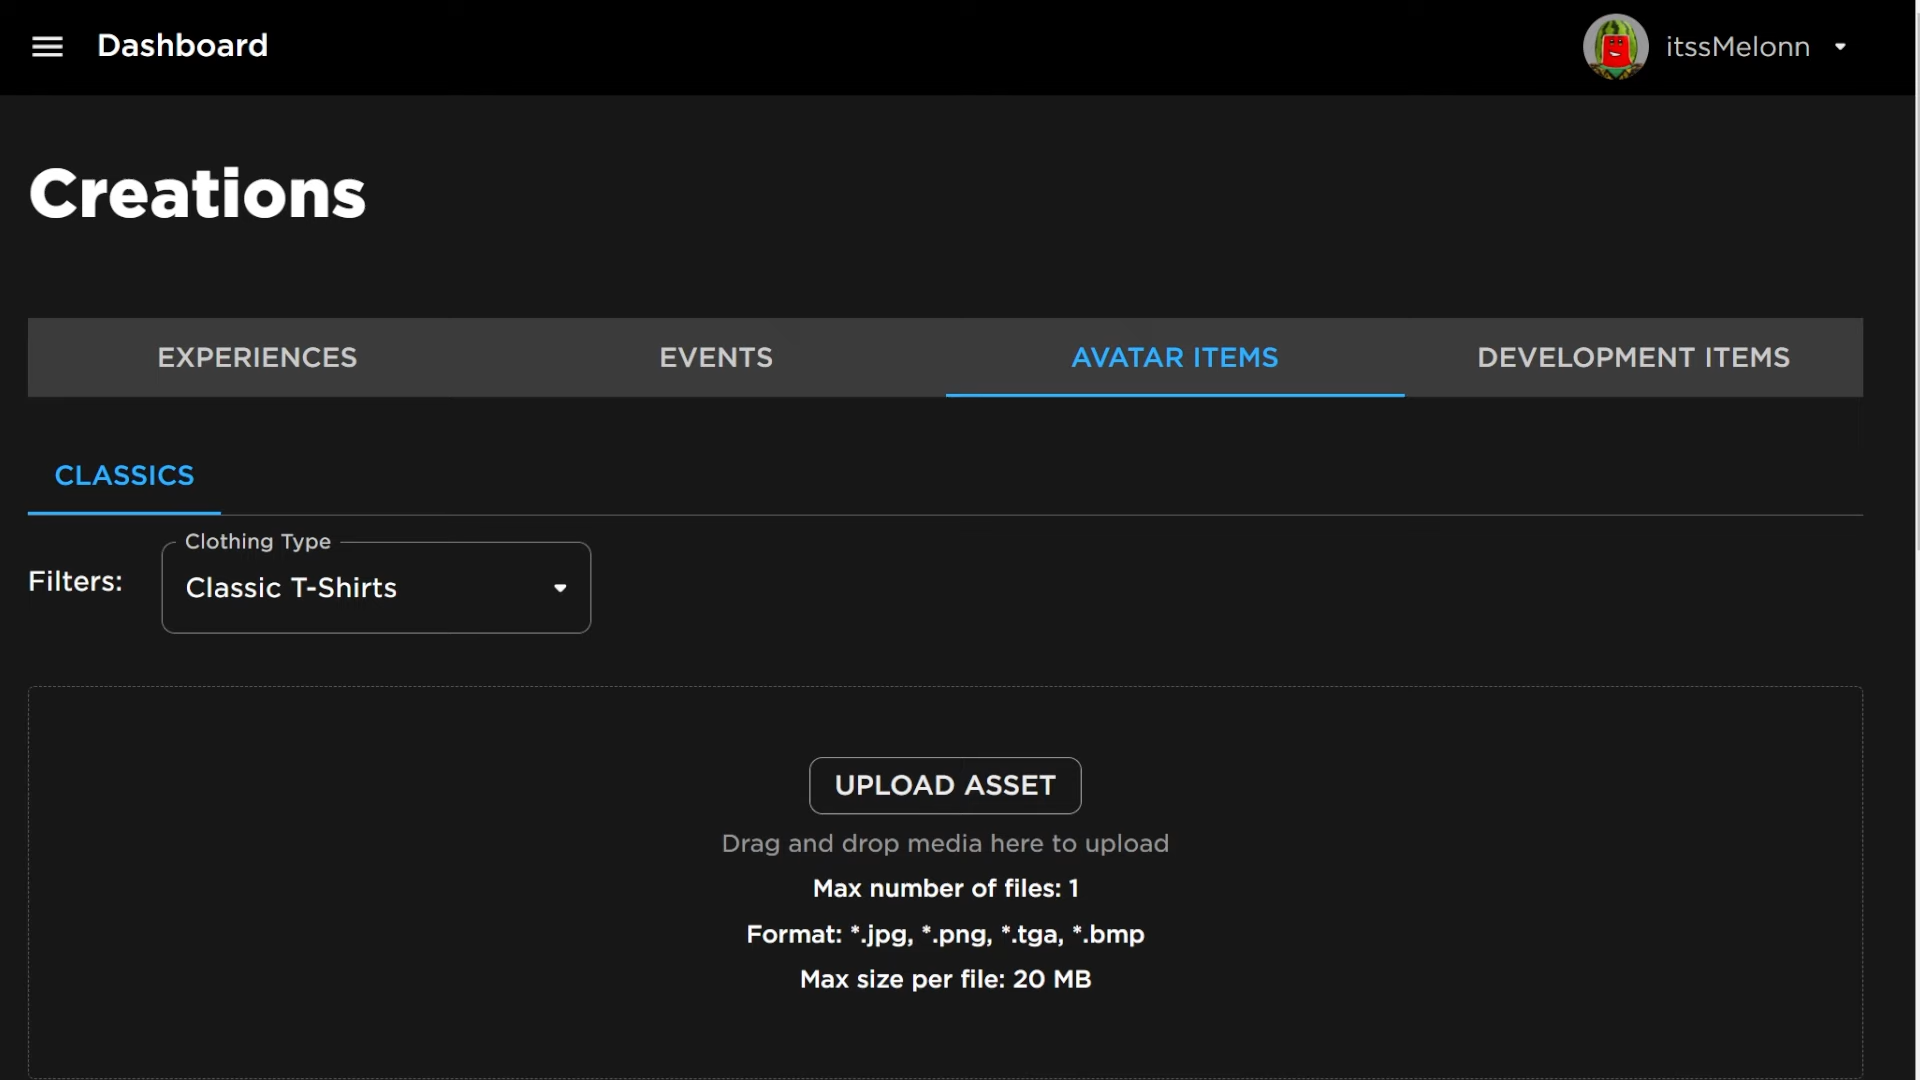 Dashboard
itssMelonn
Creations
EXPERIENCES
EVENTS
AVATAR ITEMS
DEVELOPMENT ITEMS
CLASSICS
Filters:
Clothing Type
Classic T-Shirts
UPLOAD ASSET
Drag and drop media here to upload
Max number of files: 1
Format: *.jpg, *.png, *.tga, *.bmp
Max size per file: 20 MB